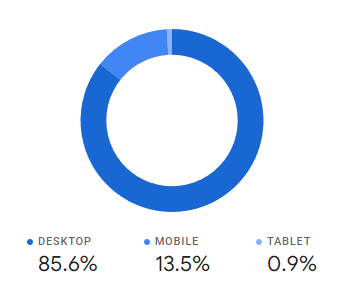 DESKTOP MOBILE TABLET
85.6% 13.5% 0.9%